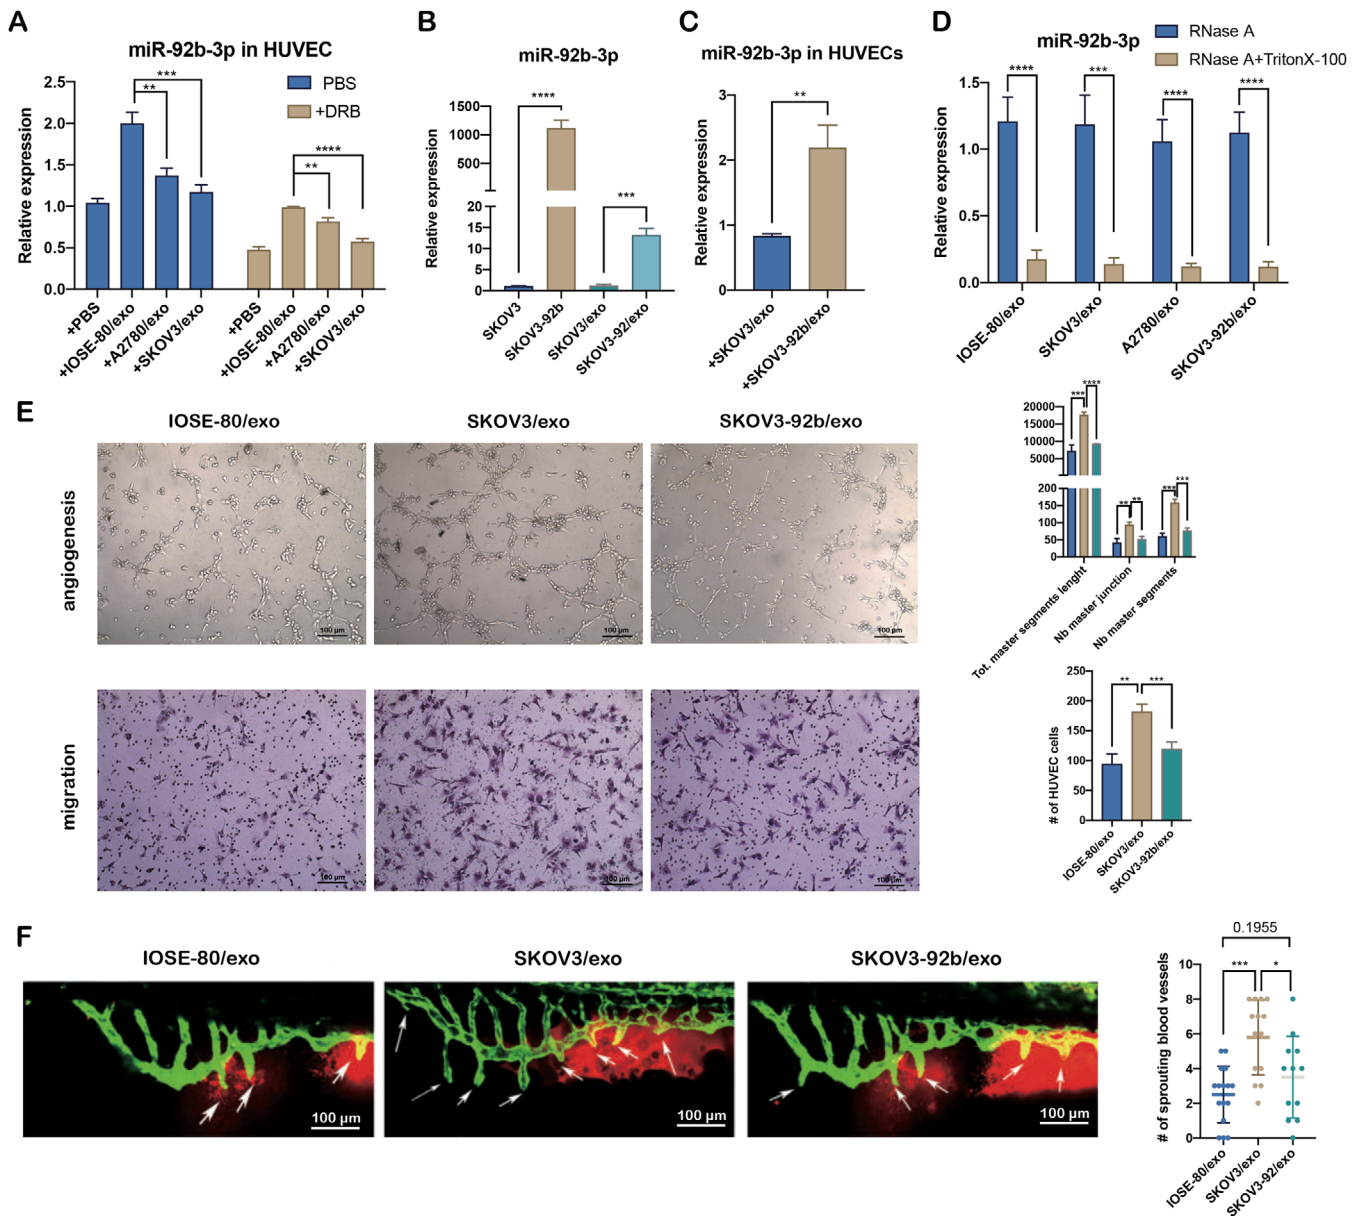 A
miR-92b-3p in HUVEC
Relative expression
2.5
2.0
1.5
1.0
0.5
0.0
***
**
****
**
PBS
+DRB
+PBS
+IOSE-80/exo
+A2780/exo
+SKOV3/exo
+PBS
+IOSE-80/exo
+A2780/exo
+SKOV3/exo
B
miR-92b-3p
Relative expression
1500
1000
500
20
15
10
5
0
****
***
SKOV3
SKOV3-92b
SKOV3/exo
SKOV3-92/exo
C
miR-92b-3p in HUVECs
Relative expression
3
2
1
0
**
+SKOV3/exo
+SKOV3-92b/exo
D
miR-92b-3p
RNase A
RNase A+TritonX-100
Relative expression
1.5
1.0
0.5
0.0
****
***
****
****
IOSE-80/exo
SKOV3/exo
A2780/exo
SKOV3-92b/exo
E
IOSE-80/exo
SKOV3/exo
SKOV3-92b/exo
angiogenesis
100 µm
100 µm
100 µm
migration
100 µm
100 µm
100 µm
20000
15000
10000
5000
200
150
100
50
0
***
****
**
**
***
***
Tot. master segments lenght
Nb master junction
Nb master segments
# of HUVEC cells
250
200
150
100
50
0
**
***
IOSE-80/exo
SKOV3/exo
SKOV3-92b/exo
F
IOSE-80/exo
SKOV3/exo
SKOV3-92b/exo
100 µm
100 µm
100 µm
# of sprouting blood vessels
0.1955
***
*
10
8
6
4
2
0
IOSE-80/exo
SKOV3/exo
SKOV3-92/exo